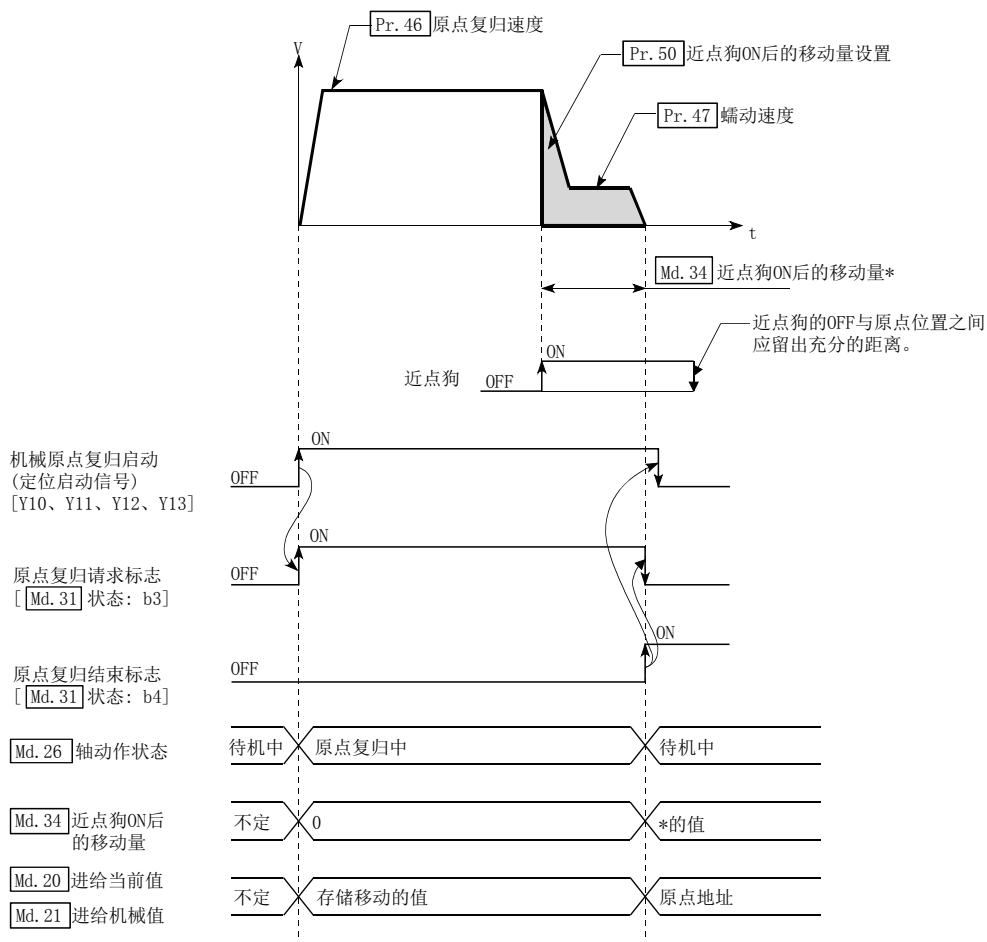 Pr.46 原点复归速度
V
Pr.50 近点狗ON后的移动量设置
Pr.47 蠕动速度
t
Md.34 近点狗ON后的移动量*
近点狗的OFF与原点位置之间
应留出充分的距离。
ON
近点狗 OFF
ON
机械原点复归启动
(定位启动信号)
[Y10、Y11、Y12、Y13]
OFF
ON
原点复归请求标志
[Md.31 状态: b3]
OFF
ON
原点复归结束标志
[Md.31 状态: b4]
OFF
Md.26 轴动作状态 待机中 原点复归中 待机中
Md.34 近点狗ON后
的移动量
不定 0 *的值
Md.20 进给当前值
Md.21 进给机械值
不定 存储移动的值 原点地址